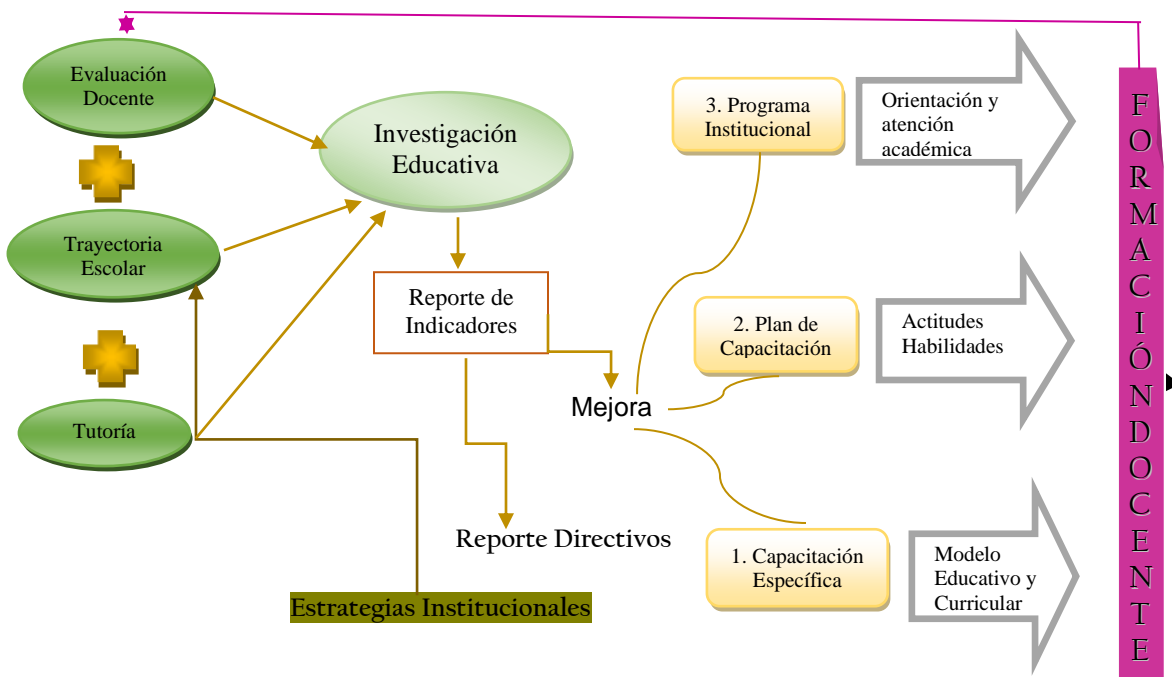 Evaluación
Docente
Trayectoria
Escolar
Tutoría
Investigación
Educativa
Reporte de
Indicadores
Mejora
Reporte Directivos
Estrategias Institucionales
3. Programa
Institucional
Orientación y
atención
académica
2. Plan de
Capacitación
Actitudes
Habilidades
1. Capacitación
Específica
Modelo
Educativo y
Curricular
FORMACIÓNDOCENTE